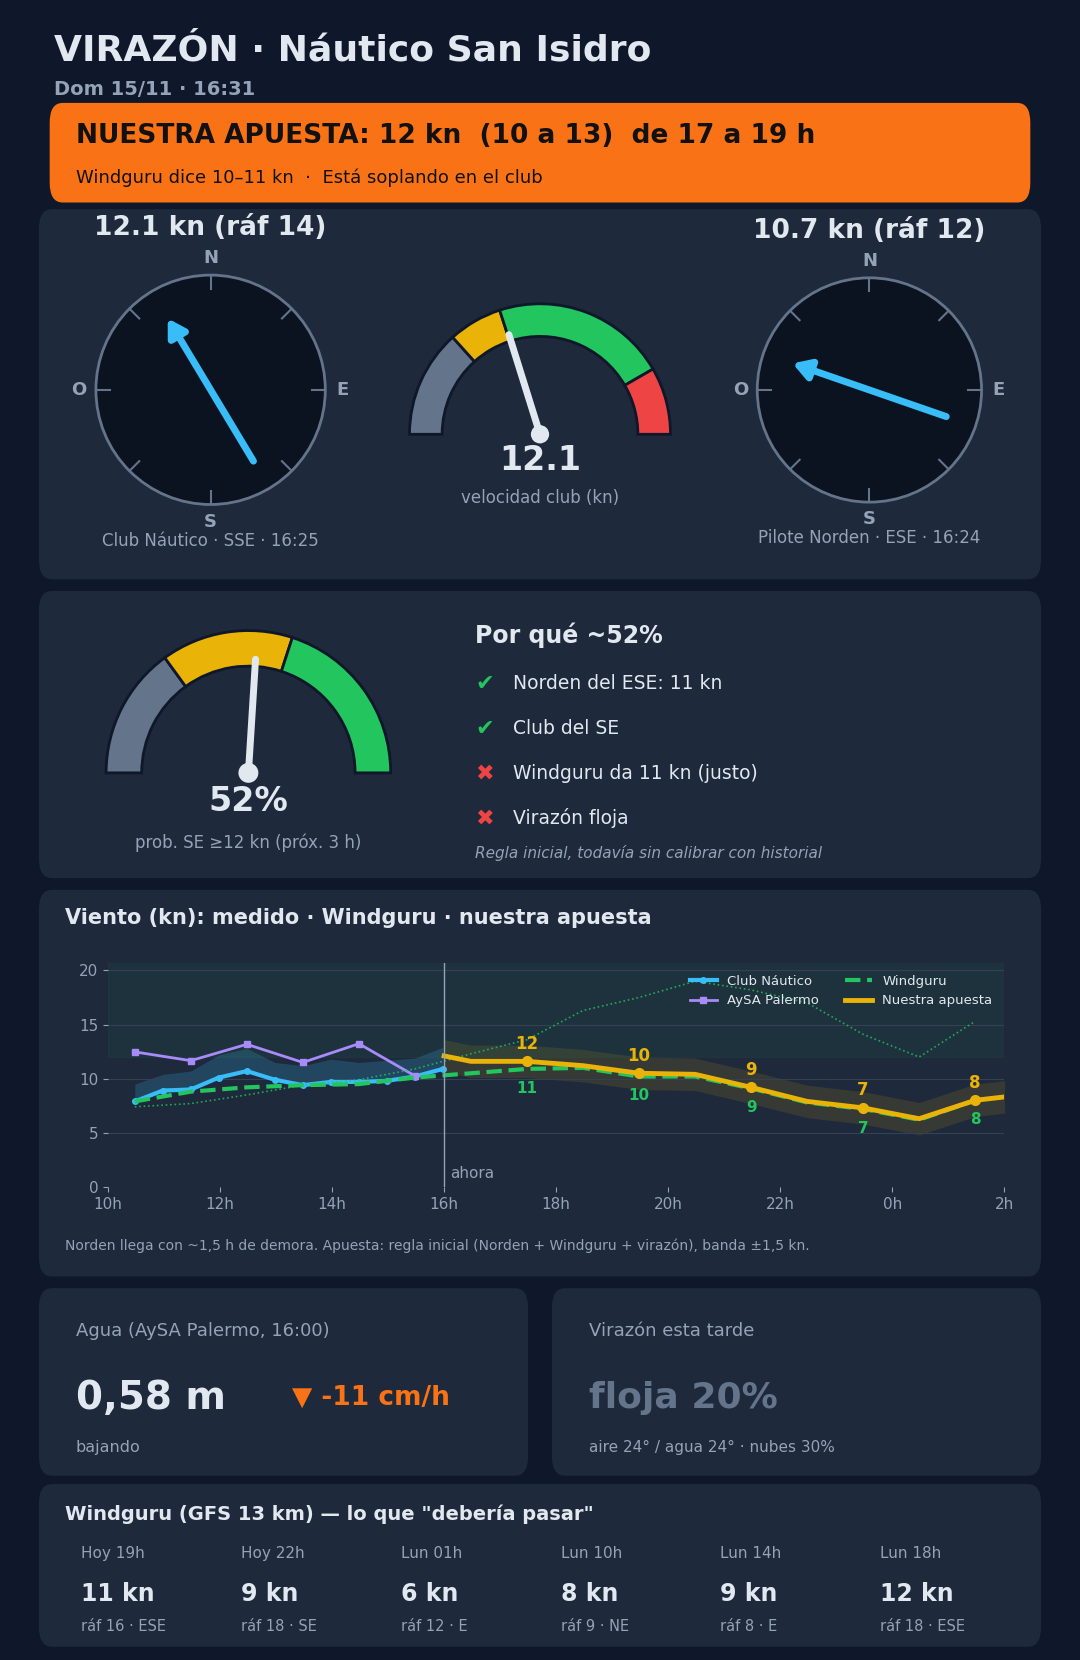 VIRAZÓN · Náutico San Isidro
Dom 15/11 · 16:31
NUESTRA APUESTA: 12 kn  (10 a 13)  de 17 a 19 h
Windguru dice 10–11 kn  ·  Está soplando en el club
12.1 kn (ráf 14)
N
O
E
S
Club Náutico · SSE · 16:25
12.1
velocidad club (kn)
10.7 kn (ráf 12)
N
O
E
S
Pilote Norden · ESE · 16:24
52%
prob. SE ≥12 kn (próx. 3 h)
Por qué ~52%
✔ Norden del ESE: 11 kn
✔ Club del SE
✖ Windguru da 11 kn (justo)
✖ Virazón floja
Regla inicial, todavía sin calibrar con historial
Viento (kn): medido · Windguru · nuestra apuesta
Club Náutico
AySA Palermo
Windguru
Nuestra apuesta
20
15
10
5
0
12
10
9
7
8
11
10
9
7
8
ahora
10h
12h
14h
16h
18h
20h
22h
0h
2h
Norden llega con ~1,5 h de demora. Apuesta: regla inicial (Norden + Windguru + virazón), banda ±1,5 kn.
Agua (AySA Palermo, 16:00)
0,58 m
▼ -11 cm/h
bajando
Virazón esta tarde
floja 20%
aire 24° / agua 24° · nubes 30%
Windguru (GFS 13 km) — lo que "debería pasar"
Hoy 19h
11 kn
ráf 16 · ESE
Hoy 22h
9 kn
ráf 18 · SE
Lun 01h
6 kn
ráf 12 · E
Lun 10h
8 kn
ráf 9 · NE
Lun 14h
9 kn
ráf 8 · E
Lun 18h
12 kn
ráf 18 · ESE